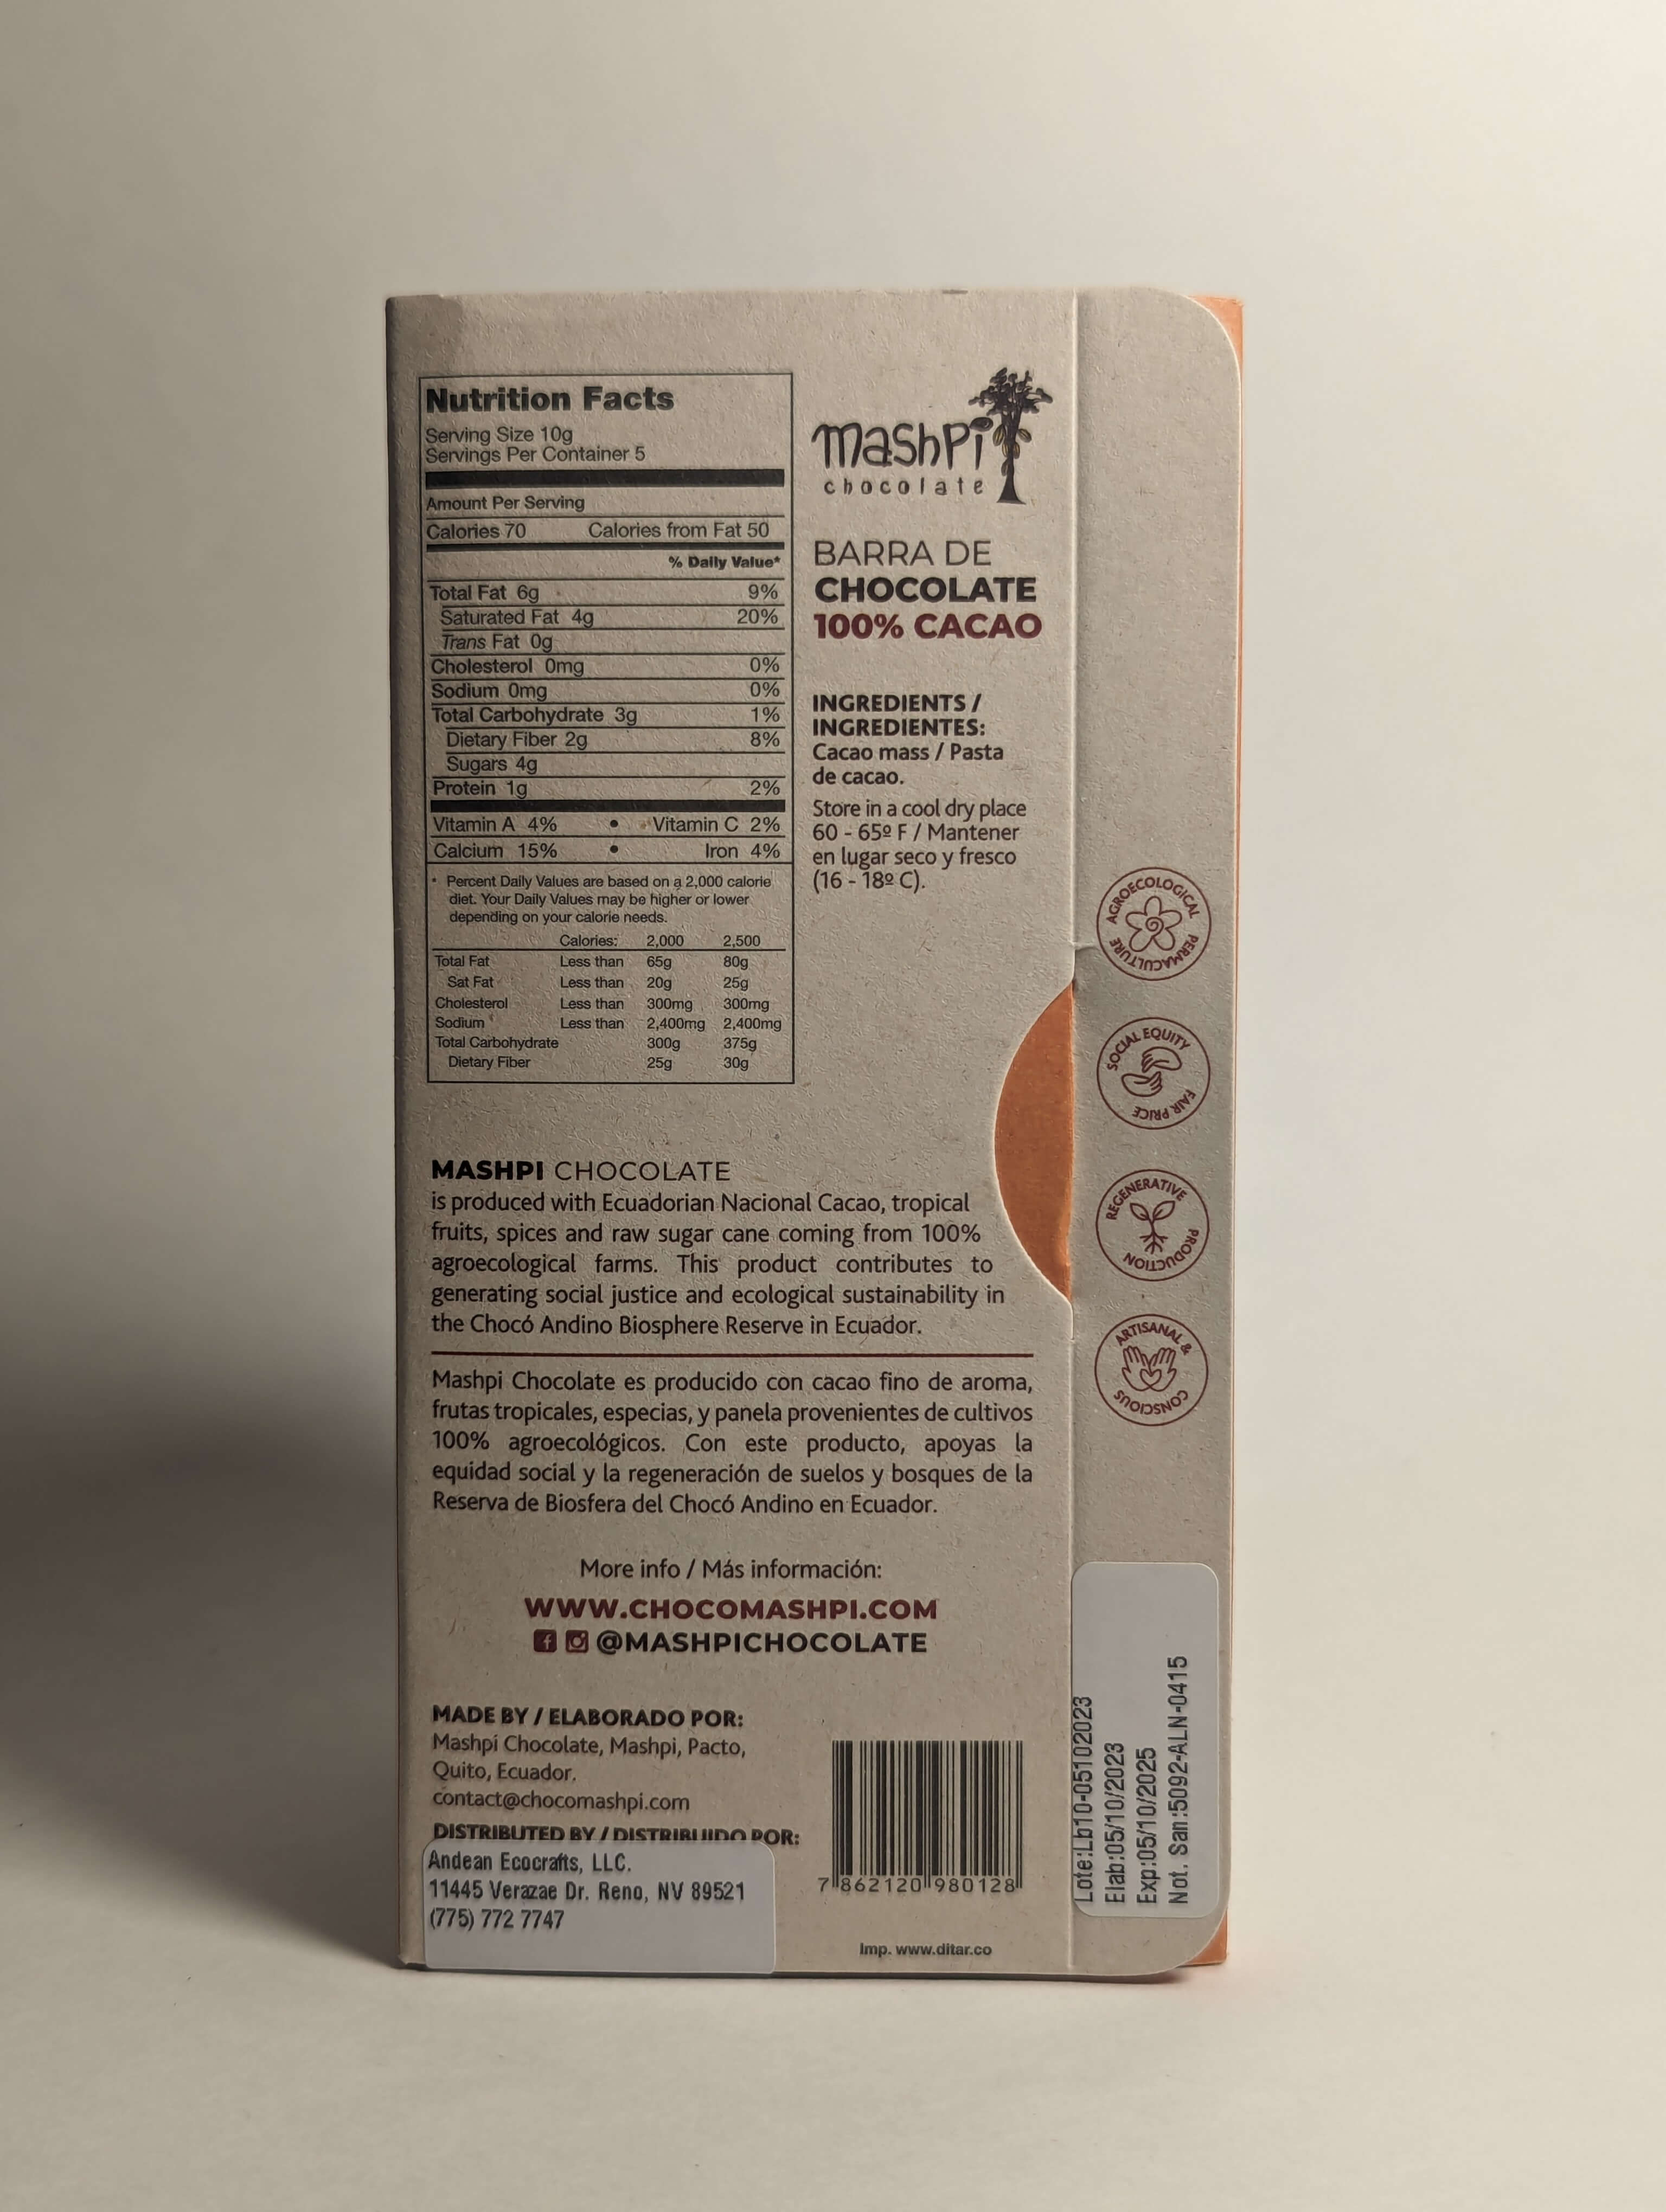 Nutrition Facts
Serving Size 10g
Servings Per Container 5
Amount Per Serving
Calories 70 Calories from Fat 50
% Daily Value*
Total Fat 6g 9%
Saturated Fat 4g 20%
Trans Fat 0g
Cholesterol 0mg 0%
Sodium 0mg 0%
Total Carbohydrate 3g 1%
Dietary Fiber 2g 8%
Sugars 4g
Protein 1g 2%
Vitamin A 4% • Vitamin C 2%
Calcium 15% • Iron 4%
* Percent Daily Values are based on a 2,000 calorie
diet. Your Daily Values may be higher or lower
depending on your calorie needs.
Calories: 2,000 2,500
Total Fat Less than 65g 80g
Sat Fat Less than 20g 25g
Cholesterol Less than 300mg 300mg
Sodium Less than 2,400mg 2,400mg
Total Carbohydrate 300g 375g
Dietary Fiber 25g 30g
mashpi
chocolate
BARRA DE
CHOCOLATE
100% CACAO
INGREDIENTS /
INGREDIENTES:
Cacao mass / Pasta
de cacao.
Store in a cool dry place
60 - 65º F / Mantener
en lugar seco y fresco
(16 - 18º C).
AGROECOLOGICAL PERMACULTURE
SOCIAL EQUITY FAIR PRICE
REGENERATIVE PRODUCTION
ARTISANAL & CONSCIOUS
MASHPI CHOCOLATE
is produced with Ecuadorian Nacional Cacao, tropical
fruits, spices and raw sugar cane coming from 100%
agroecological farms. This product contributes to
generating social justice and ecological sustainability in
the Chocó Andino Biosphere Reserve in Ecuador.
Mashpi Chocolate es producido con cacao fino de aroma,
frutas tropicales, especias, y panela provenientes de cultivos
100% agroecológicos. Con este producto, apoyas la
equidad social y la regeneración de suelos y bosques de la
Reserva de Biosfera del Chocó Andino en Ecuador.
More info / Más información:
WWW.CHOCOMASHPI.COM
@MASHPICHOCOLATE
MADE BY / ELABORADO POR:
Mashpi Chocolate, Mashpi, Pacto,
Quito, Ecuador.
contact@chocomashpi.com
DISTRIBUTED BY / DISTRIBUIDO POR:
Andean Ecocrafts, LLC.
11445 Verazae Dr. Reno, NV 89521
(775) 772 7747
7 862120 980128
Imp. www.ditar.co
Lote:Lb10-05102023
Elab:05/10/2023
Exp:05/10/2025
Not. San:5092-ALN-0415